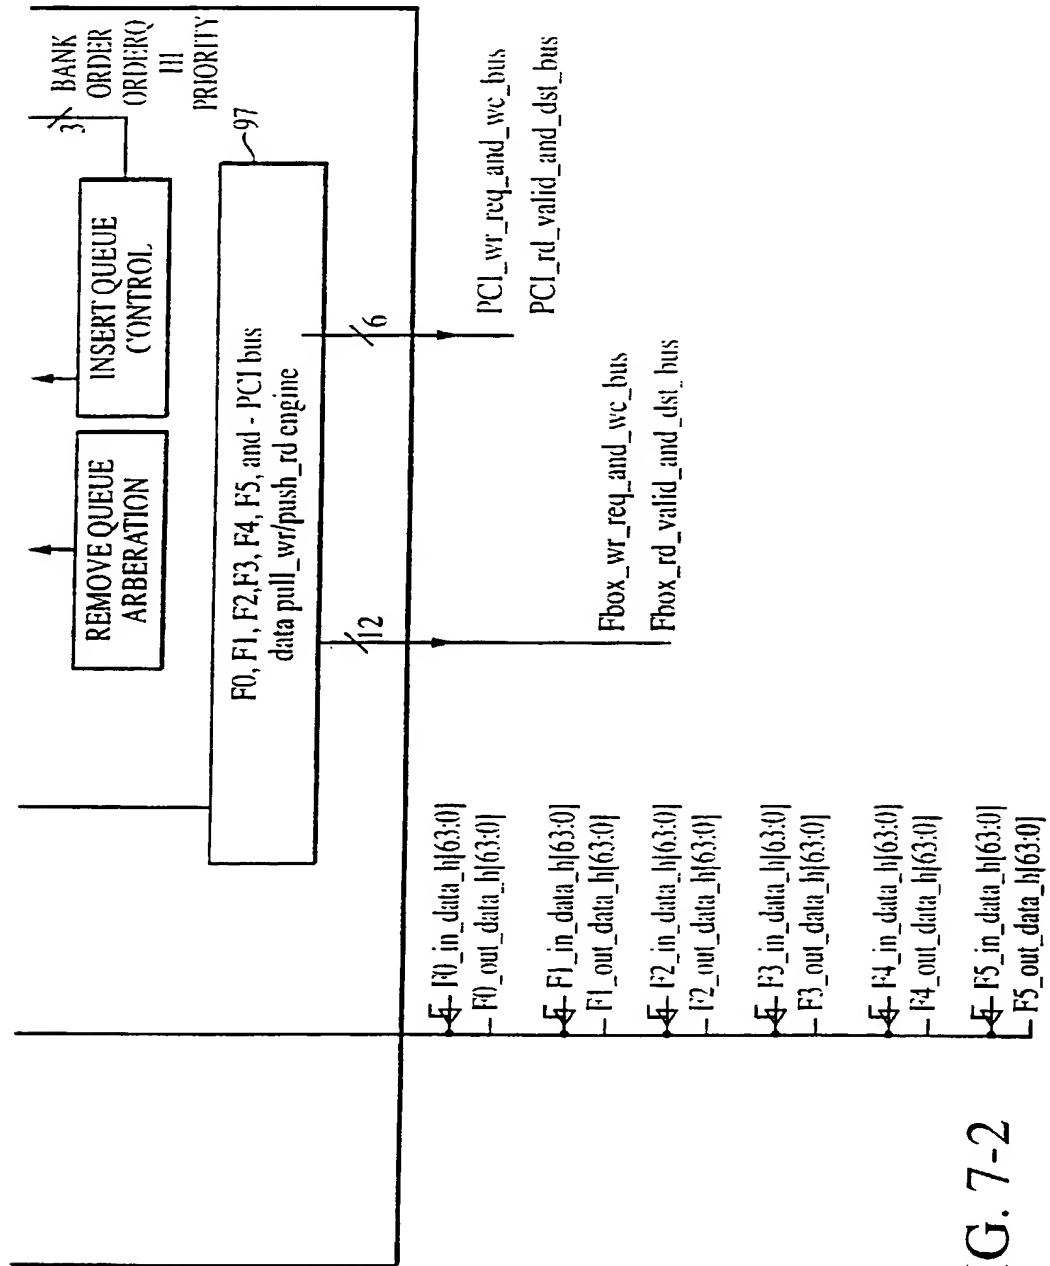 3
BANK
ORDER
ORDERQ
HI
PRIORITY
REMOVE QUEUE
ARBERATION
INSERT QUEUE
CONTROL
97
F0, F1, F2,F3, F4, F5, and - PCI bus
data pull_wr/push_rd engine
12
6
PCI_wr_req_and_wc_bus
PCI_rd_valid_and_dst_bus
Fbox_wr_req_and_wc_bus
Fbox_rd_valid_and_dst_bus
F0_in_data_h[63:0]
F0_out_data_h[63:0]
F1_in_data_h[63:0]
F1_out_data_h[63:0]
F2_in_data_h[63:0]
F2_out_data_h[63:0]
F3_in_data_h[63:0]
F3_out_data_h[63:0]
F4_in_data_h[63:0]
F4_out_data_h[63:0]
F5_in_data_h[63:0]
F5_out_data_h[63:0]
G. 7-2